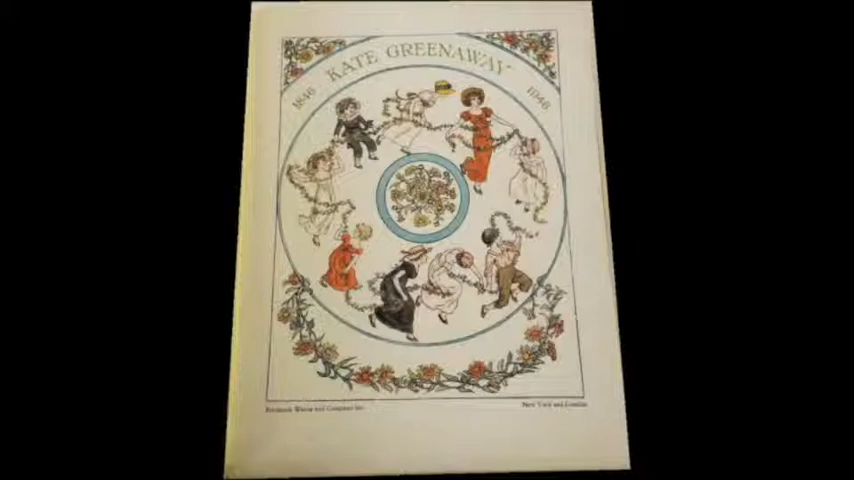 KATE GREENAWAY
1846
1946
Frederick Warne and Company Inc.
New York and London